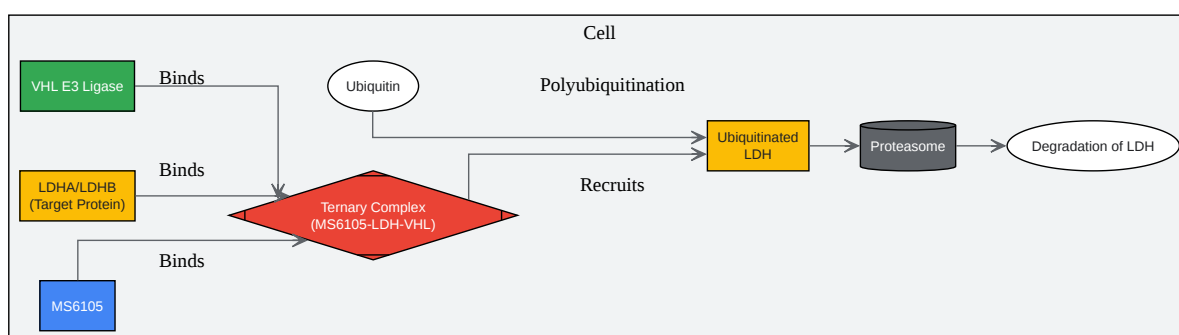 Cell
VHL E3 Ligase
Binds
Ubiquitin
Polyubiquitination
Ubiquitinated
LDH
Proteasome
Degradation of LDH
LDHA/LDHB
(Target Protein)
Binds
Recruits
Ternary Complex
(MS6105-LDH-VHL)
Binds
MS6105